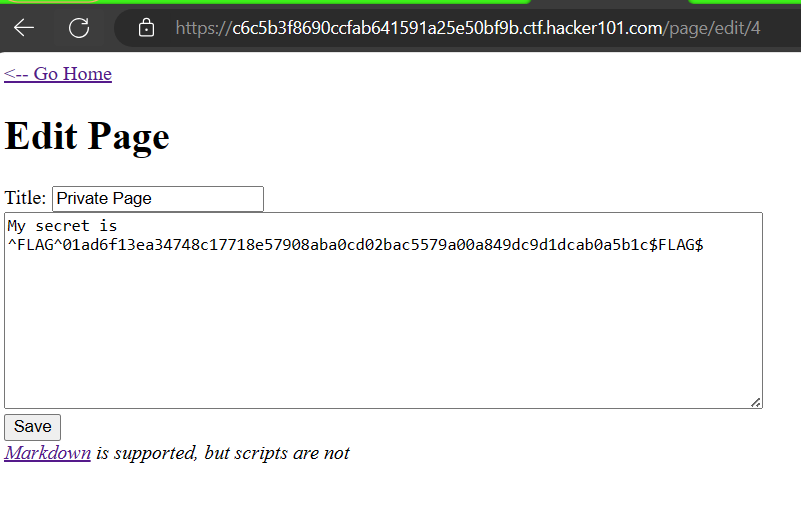 https://c6c5b3f8690ccfab641591a25e50bf9b.ctf.hacker101.com/page/edit/4
<-- Go Home
Edit Page
Title: Private Page
My secret is
^FLAG^01ad6f13ea34748c17718e57908aba0cd02bac5579a00a849dc9d1dcab0a5b1c$FLAG$
Save
Markdown is supported, but scripts are not